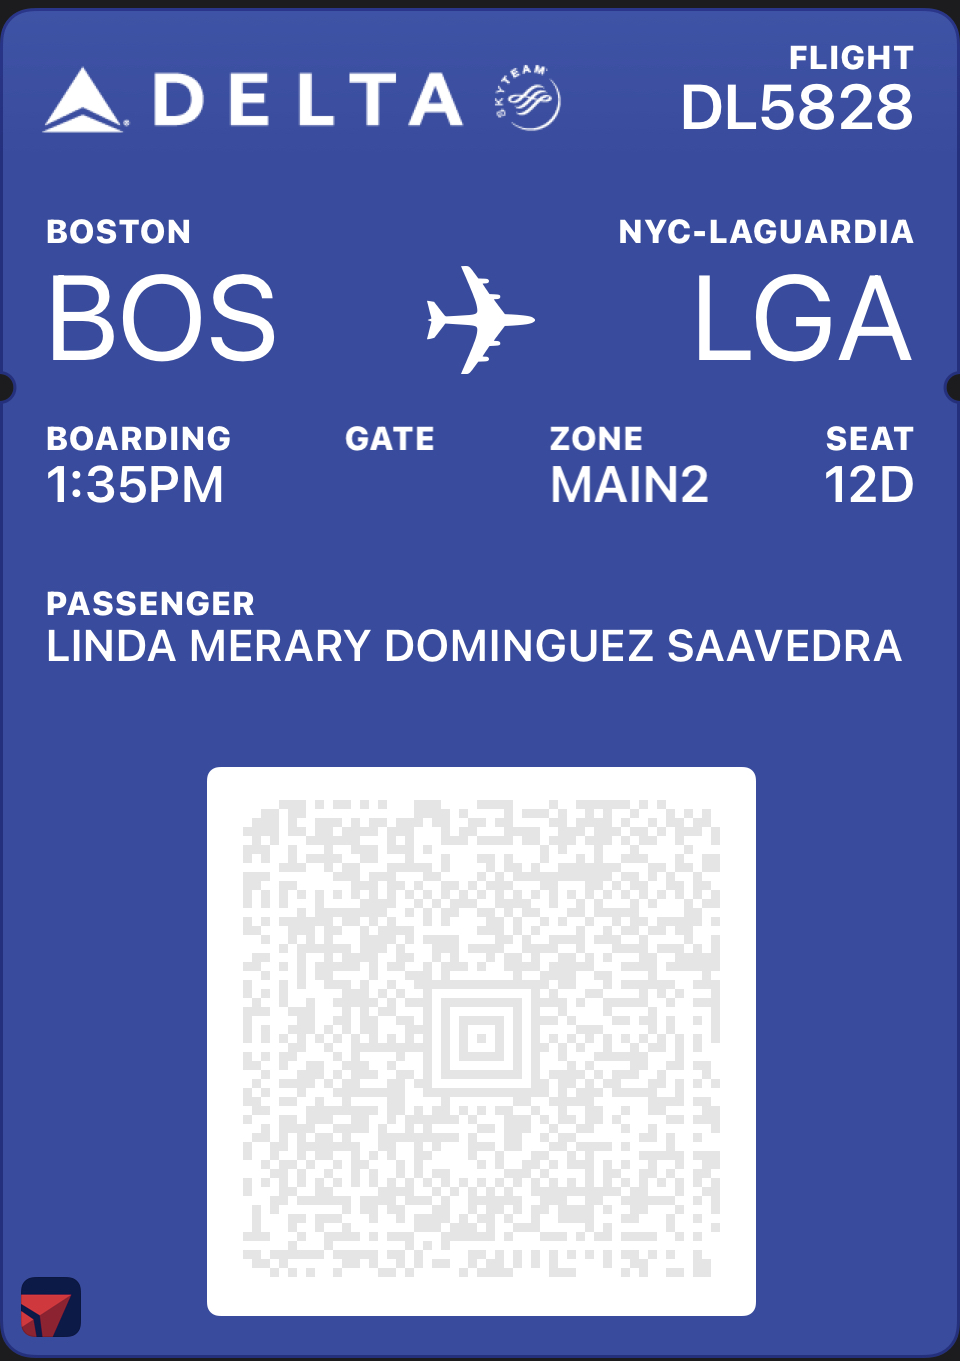 DELTA
SKYTEAM
FLIGHT
DL5828
BOSTON
NYC-LAGUARDIA
BOS
LGA
BOARDING
GATE
ZONE
SEAT
1:35PM
MAIN2
12D
PASSENGER
LINDA MERARY DOMINGUEZ SAAVEDRA